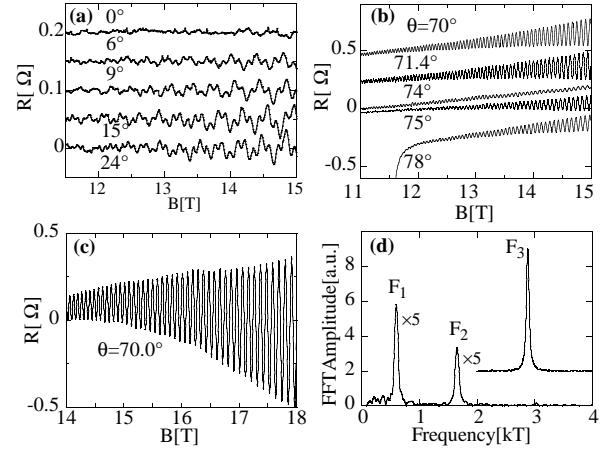 (a)
0°
6°
9°
15°
24°
0.2
0.1
0
R[ Ω]
12 13 14 15
B[T]
(b)
θ=70°
71.4°
74°
75°
78°
0.5
0
-0.5
R[ Ω]
11 12 13 14 15
B[T]
(c)
θ=70.0°
0.5
0
-0.5
R[ Ω]
14 15 16 17 18
B[T]
(d)
F1 ×5
F2 ×5
F3
8
6
4
2
0
FFTAmplitude[a.u.]
0 1 2 3 4
Frequency[kT]